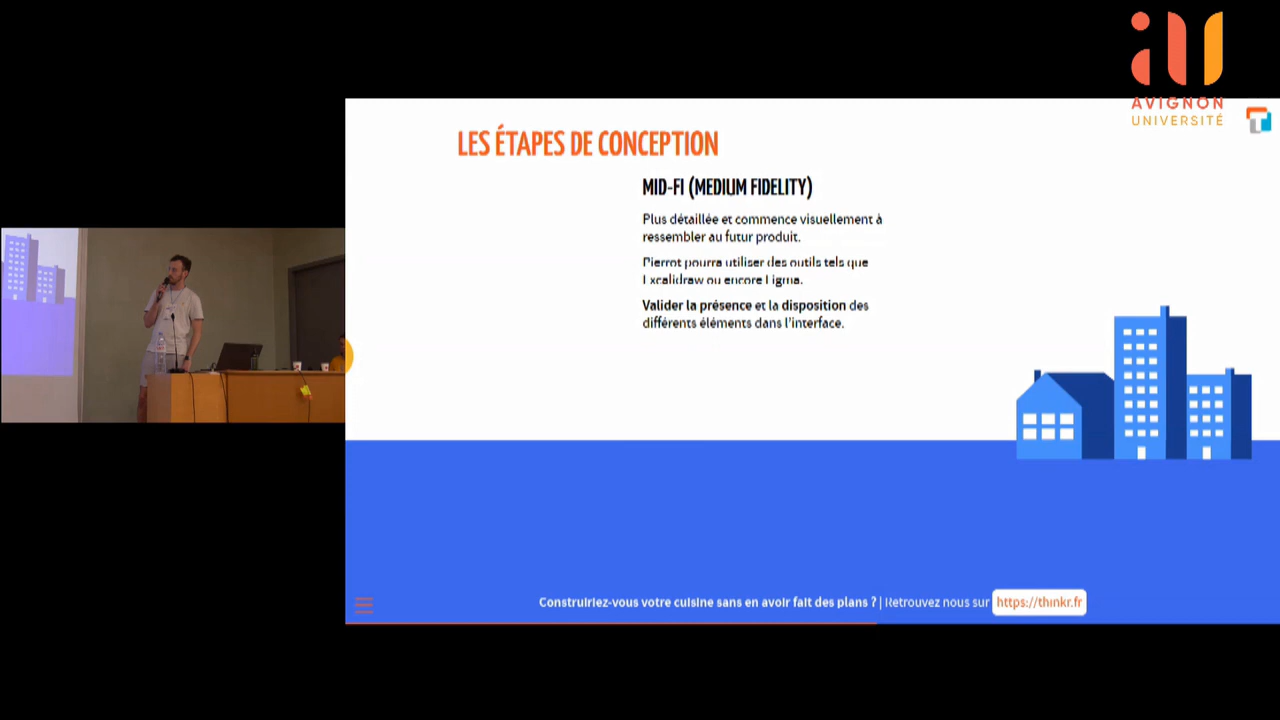 AVIGNON
UNIVERSITÉ
LES ÉTAPES DE CONCEPTION
MID-FI (MEDIUM FIDELITY)
Plus détaillée et commence visuellement à
ressembler au futur produit.
Pierrot pourra utiliser des outils tels que
Excalidraw ou encore Figma.
Valider la présence et la disposition des
différents éléments dans l'interface.
Construiriez-vous votre cuisine sans en avoir fait des plans ? | Retrouvez nous sur https://thinkr.fr